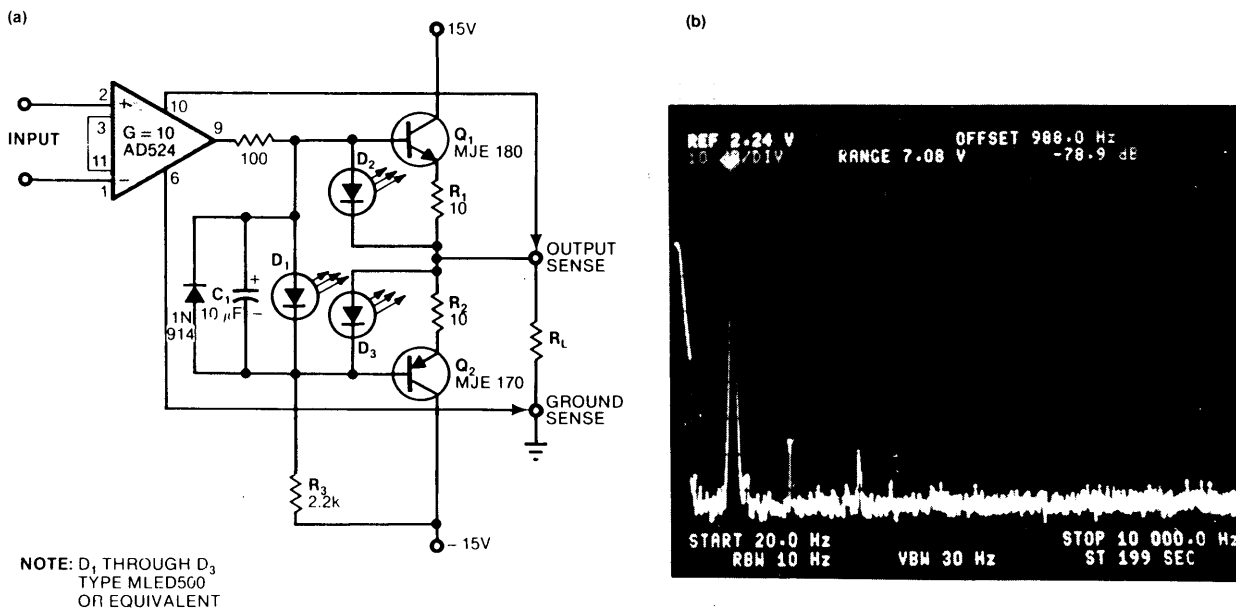 (a)
15V
2
+
10
3
INPUT
G = 10
AD524
9
100
11
−
1
6
Q1
MJE 180
D2
R1
10
OUTPUT
SENSE
D1
C1
+
10 µF
−
1N
914
D3
R2
10
RL
Q2
MJE 170
GROUND
SENSE
R3
2.2k
− 15V
NOTE: D1 THROUGH D3
TYPE MLED500
OR EQUIVALENT
(b)
REF 2.24 V
OFFSET 988.0 Hz
10 dB/DIV
RANGE 7.08 V
-78.9 dB
START 20.0 Hz
STOP 10 000.0 Hz
RBW 10 Hz
VBW 30 Hz
ST 199 SEC